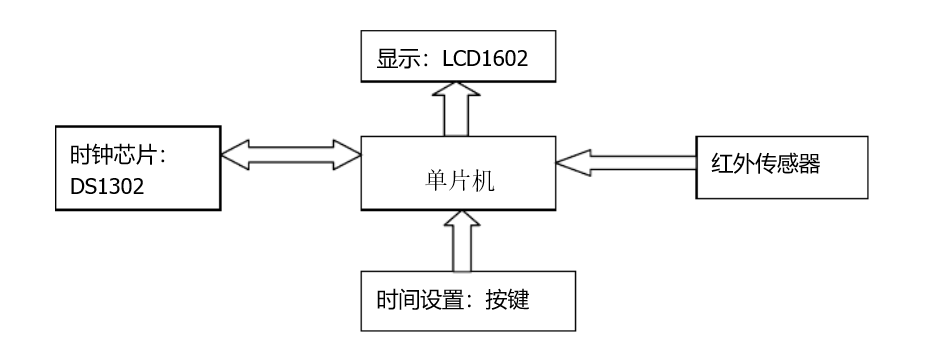 显示：LCD1602
时钟芯片：
DS1302
单片机
红外传感器
时间设置：按键